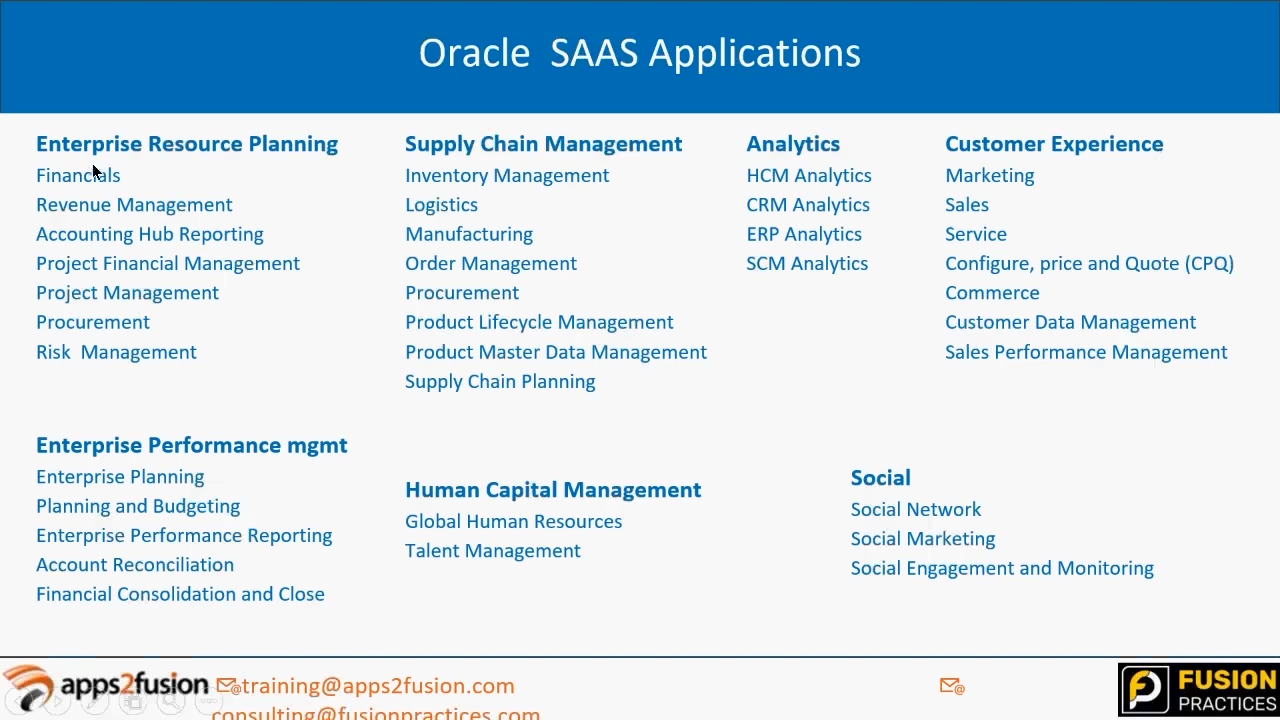 Oracle  SAAS Applications
Enterprise Resource Planning
Financials
Revenue Management
Accounting Hub Reporting
Project Financial Management
Project Management
Procurement
Risk  Management
Supply Chain Management
Inventory Management
Logistics
Manufacturing
Order Management
Procurement
Product Lifecycle Management
Product Master Data Management
Supply Chain Planning
Analytics
HCM Analytics
CRM Analytics
ERP Analytics
SCM Analytics
Customer Experience
Marketing
Sales
Service
Configure, price and Quote (CPQ)
Commerce
Customer Data Management
Sales Performance Management
Enterprise Performance mgmt
Enterprise Planning
Planning and Budgeting
Enterprise Performance Reporting
Account Reconciliation
Financial Consolidation and Close
Human Capital Management
Global Human Resources
Talent Management
Social
Social Network
Social Marketing
Social Engagement and Monitoring
apps2fusion
training@apps2fusion.com
consulting@fusionpractices.com
FUSION
PRACTICES